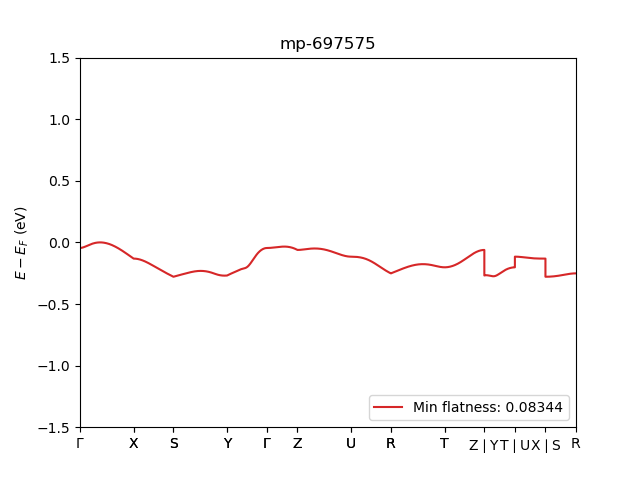 mp-697575
1.5
1.0
0.5
0.0
−0.5
−1.0
−1.5
E − E_F (eV)
Min flatness: 0.08344
Γ X S Y Γ Z U R T Z | Y T | U X | S R